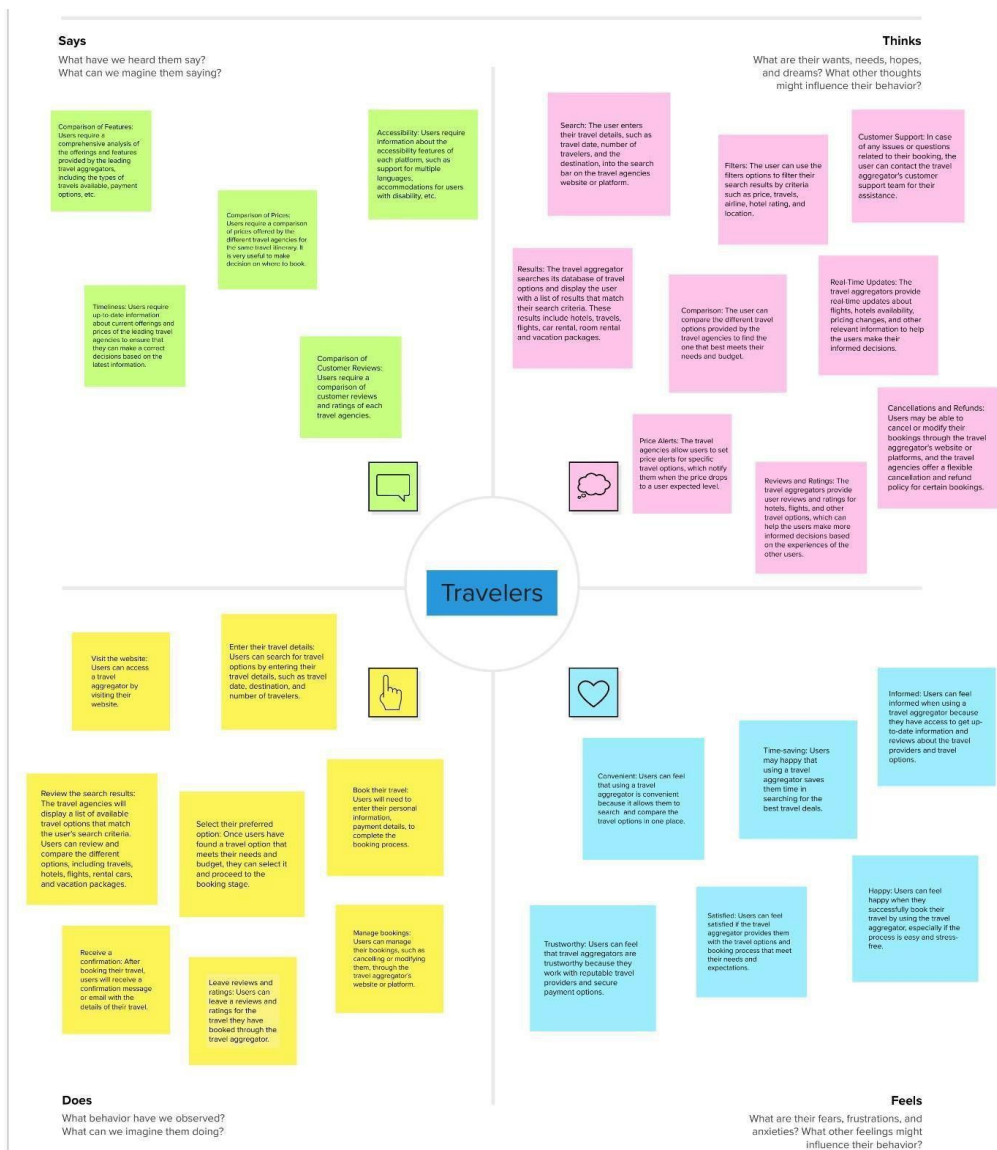 Says
What have we heard them say?
What can we magine them saying?
Comparison of Features:
Users require a
comprehensive analysis of
the offerings and features
provided by the leading
travel aggregators,
including the types of
travels available, payment
options, etc.
Accessibility: Users require
information about the
accessibility features of
each platform, such as
support for multiple
languages,
accommodations for users
with disability, etc.
Comparison of Prices:
Users require a comparison
of prices offered by the
different travel agencies for
the same travel itinerary. It
is very useful to make
decision on where to book.
Timeliness: Users require
up-to-date information
about current offerings and
prices of the leading travel
agencies to ensure that
they can make a correct
decisions based on the
latest information.
Comparison of
Customer Reviews:
Users require a
comparison of
customer reviews
and ratings of each
travel agencies.
Thinks
What are their wants, needs, hopes,
and dreams? What other thoughts
might influence their behavior?
Search: The user enters
their travel details, such as
travel date, number of
travelers, and the
destination, into the search
bar on the travel agencies
website or platform.
Filters: The user can use the
filters options to filter their
search results by criteria
such as price, travels,
airline, hotel rating, and
location.
Customer Support: In case
of any issues or questions
related to their booking, the
user can contact the travel
aggregator's customer
support team for their
assistance.
Results: The travel aggregator
searches its database of travel
options and display the user
with a list of results that match
their search criteria. These
results include hotels, travels,
flights, car rental, room rental
and vacation packages.
Comparison: The user can
compare the different travel
options provided by the
travel agencies to find the
one that best meets their
needs and budget.
Real-Time Updates: The
travel aggregators provide
real-time updates about
flights, hotels availability,
pricing changes, and other
relevant information to help
the users make their
informed decisions.
Price Alerts: The travel
agencies allow users to set
price alerts for specific
travel options, which notify
them when the price drops
to a user expected level.
Reviews and Ratings: The
travel aggregators provide
user reviews and ratings for
hotels, flights, and other
travel options, which can
help the users make more
informed decisions based
on the experiences of the
other users.
Cancellations and Refunds:
Users may be able to
cancel or modify their
bookings through the travel
aggregator's website or
platforms, and the travel
agencies offer a flexible
cancellation and refund
policy for certain bookings.
Travelers
Visit the website:
Users can access
a travel
aggregator by
visiting their
website.
Enter their travel details:
Users can search for travel
options by entering their
travel details, such as travel
date, destination, and
number of travelers.
Review the search results:
The travel agencies will
display a list of available
travel options that match
the user's search criteria.
Users can review and
compare the different
options, including travels,
hotels, flights, rental cars,
and vacation packages.
Select their preferred
option: Once users have
found a travel option that
meets their needs and
budget, they can select it
and proceed to the
booking stage.
Book their travel:
Users will need to
enter their personal
information,
payment details, to
complete the
booking process.
Receive a
confirmation: After
booking their travel,
users will receive a
confirmation message
or email with the
details of their travel.
Leave reviews and
ratings: Users can
leave a reviews and
ratings for the
travel they have
booked through the
travel aggregator.
Manage bookings:
Users can manage
their bookings, such as
cancelling or modifying
them, through the
travel aggregator's
website or platform.
Does
What behavior have we observed?
What can we imagine them doing?
Informed: Users can feel
informed when using a
travel aggregator because
they have access to get up-
to-date information and
reviews about the travel
providers and travel
options.
Convenient: Users can feel
that using a travel
aggregator is convenient
because it allows them to
search and compare the
travel options in one place.
Time-saving: Users
may happy that
using a travel
aggregator saves
them time in
searching for the
best travel deals.
Trustworthy: Users can feel
that travel aggregators are
trustworthy because they
work with reputable travel
providers and secure
payment options.
Satisfied: Users can feel
satisfied if the travel
aggregator provides them
with the travel options and
booking process that meet
their needs and
expectations.
Happy: Users can feel
happy when they
successfully book their
travel by using the travel
aggregator, especially if the
process is easy and stress-
free.
Feels
What are their fears, frustrations, and
anxieties? What other feelings might
influence their behavior?